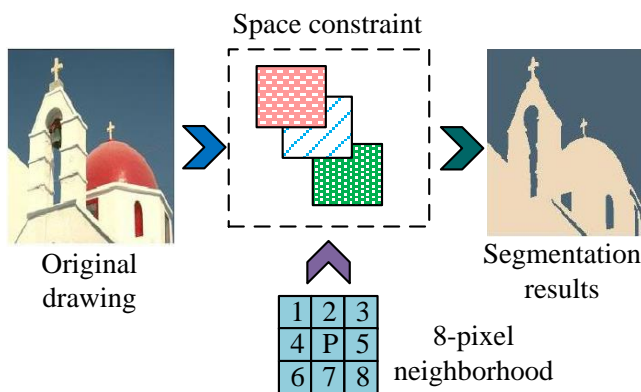 Space constraint
Original
drawing
Segmentation
results
1 2 3
4 P 5
6 7 8
8-pixel
neighborhood